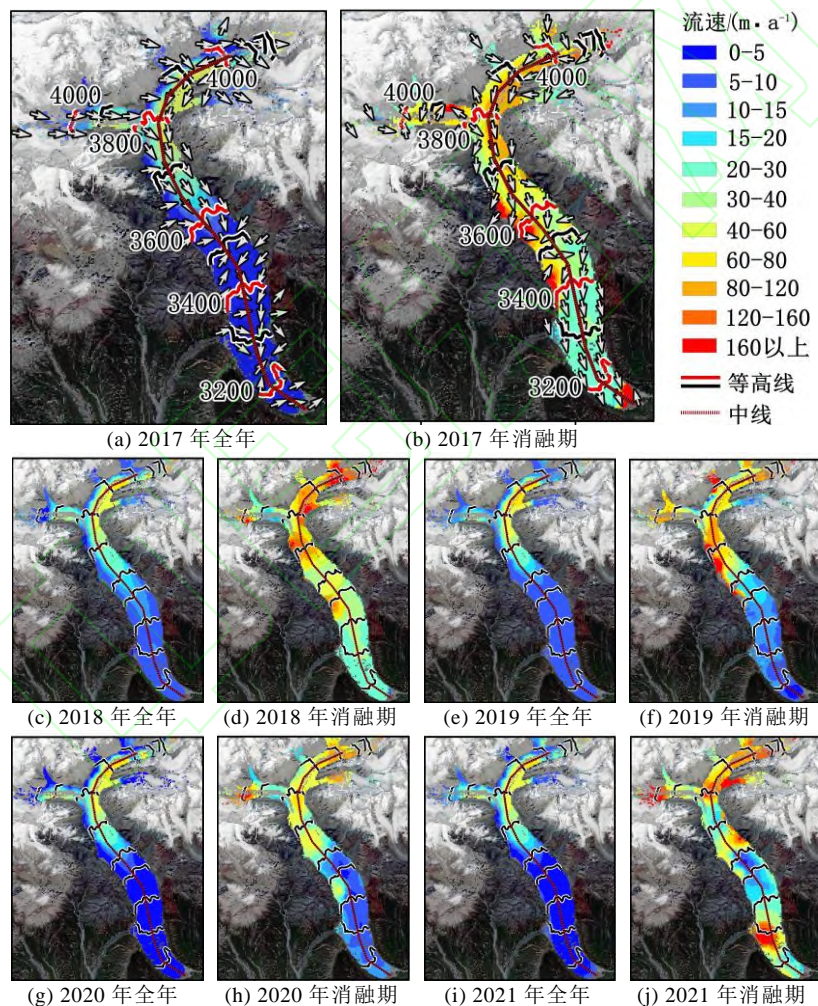 流速/(m·a⁻¹)
0-5
5-10
10-15
15-20
20-30
30-40
40-60
60-80
80-120
120-160
160以上
等高线
中线
4000
4000
3800
3600
3400
3200
(a) 2017 年全年
4000
4000
3800
3600
3400
3200
(b) 2017 年消融期
(c) 2018 年全年
(d) 2018 年消融期
(e) 2019 年全年
(f) 2019 年消融期
(g) 2020 年全年
(h) 2020 年消融期
(i) 2021 年全年
(j) 2021 年消融期